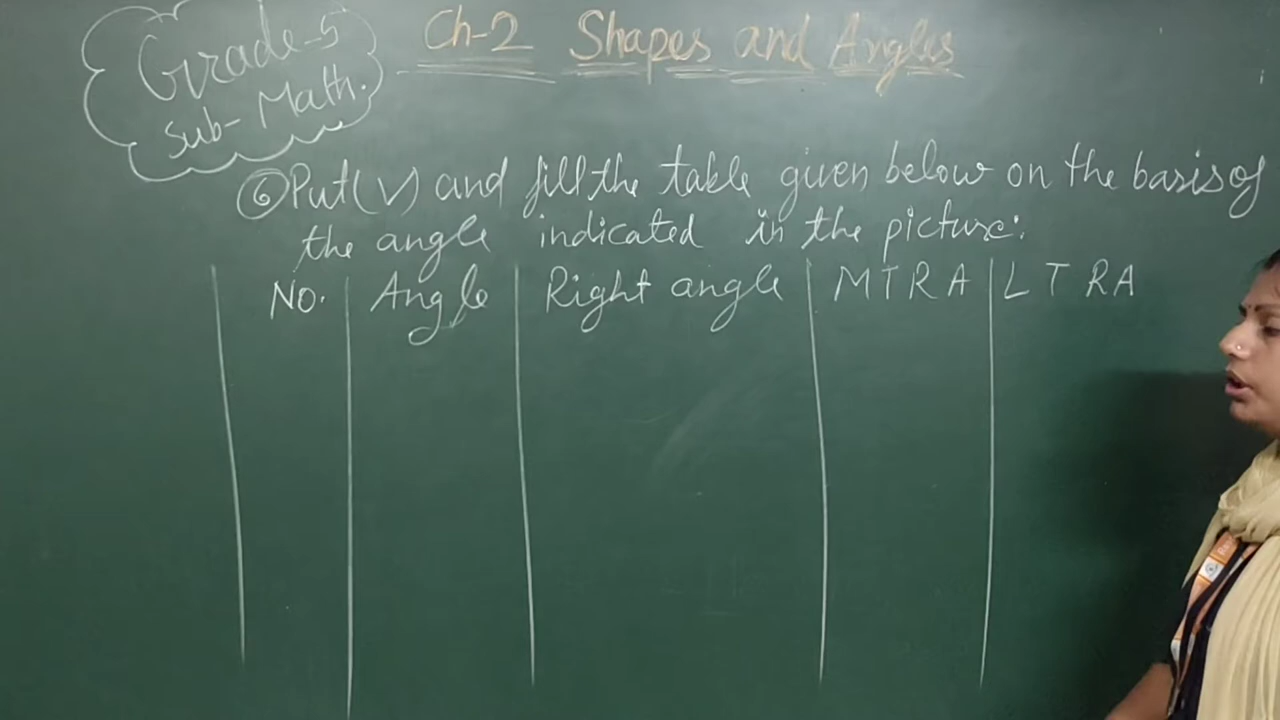 Grade-5
Sub-Math.
Ch-2 Shapes and Angles
⑥ Put(√) and fill the table given below on the basis of
the angle indicated in the picture:
No. Angle Right angle MTRA LTRA